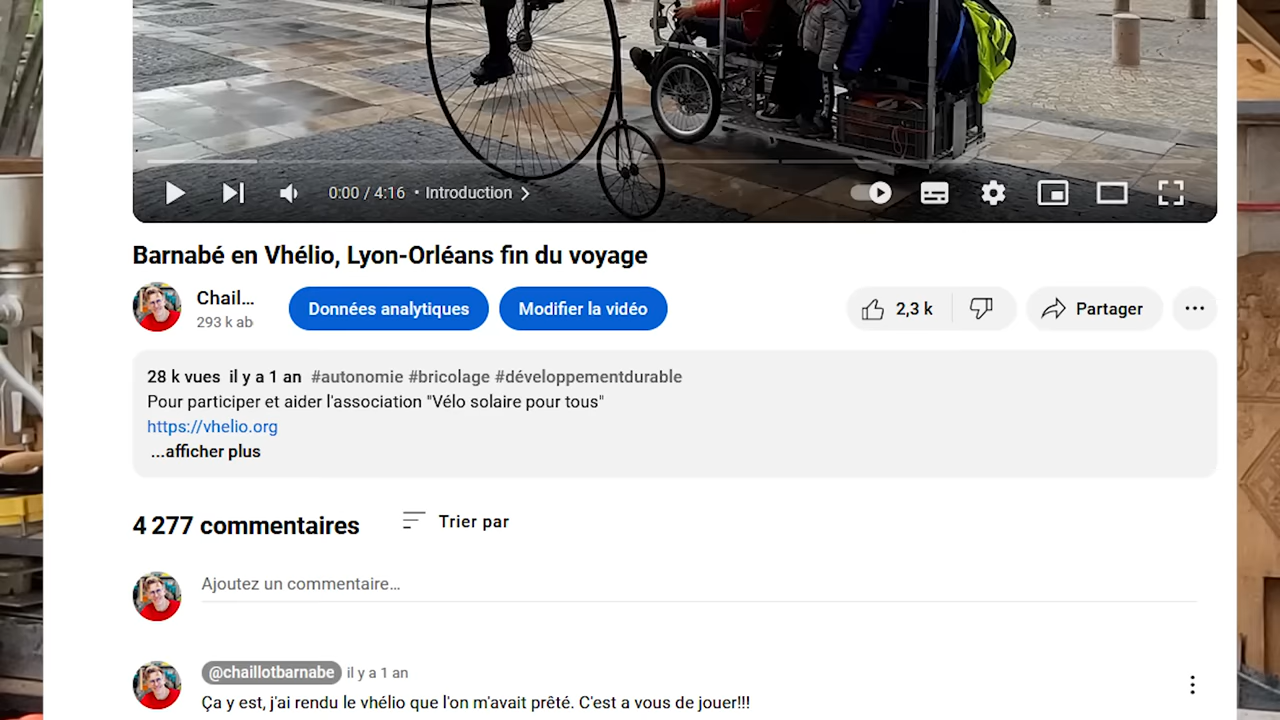 0:00 / 4:16 • Introduction
Barnabé en Vhélio, Lyon-Orléans fin du voyage
Chail...
293 k ab
Données analytiques
Modifier la vidéo
2,3 k
Partager
28 k vues il y a 1 an #autonomie #bricolage #développementdurable
Pour participer et aider l'association "Vélo solaire pour tous"
https://vhelio.org
...afficher plus
4 277 commentaires
Trier par
Ajoutez un commentaire...
@chaillotbarnabe il y a 1 an
Ça y est, j'ai rendu le vhélio que l'on m'avait prêté. C'est a vous de jouer!!!